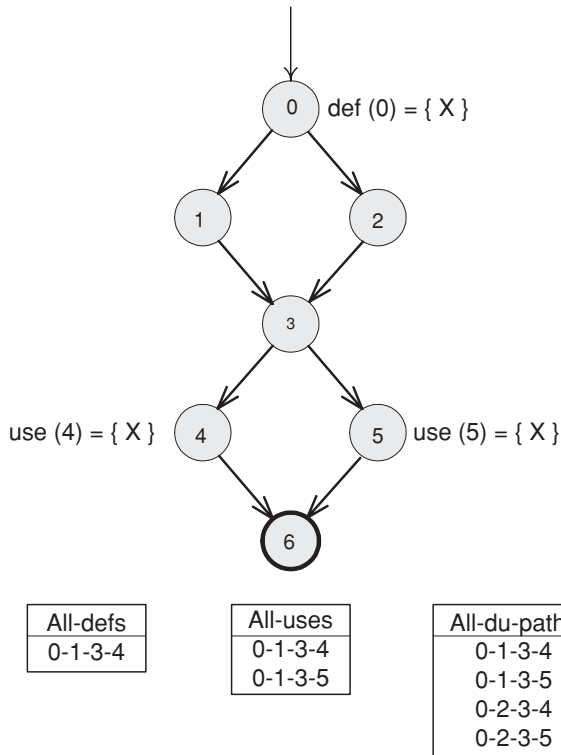 0 def (0) = { X }
1 2
3
use (4) = { X } 4 5 use (5) = { X }
6
All-defs
0-1-3-4
All-uses
0-1-3-4
0-1-3-5
All-du-path
0-1-3-4
0-1-3-5
0-2-3-4
0-2-3-5